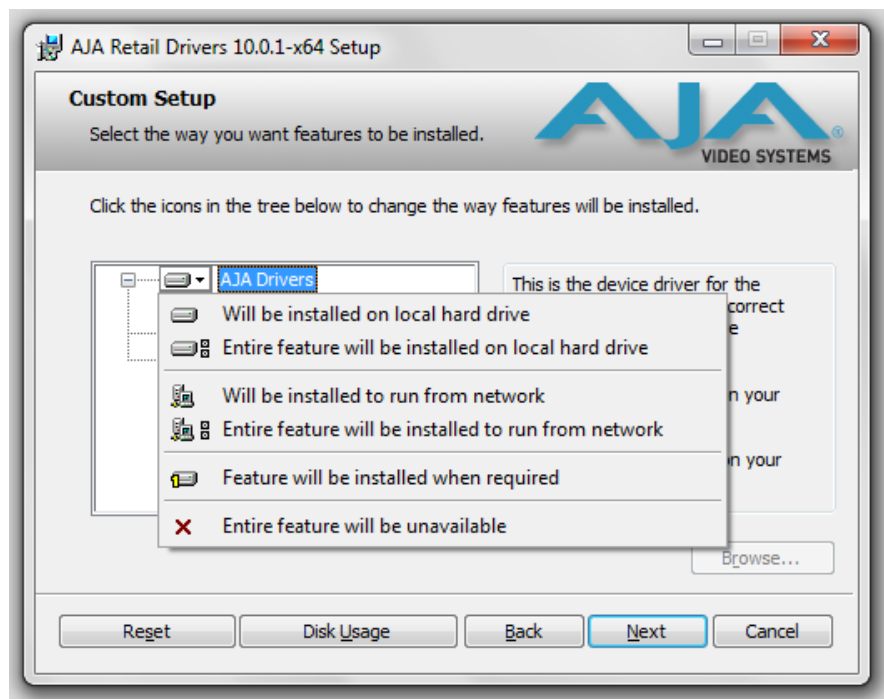 AJA Retail Drivers 10.0.1-x64 Setup
Custom Setup
Select the way you want features to be installed.
AJA
VIDEO SYSTEMS
Click the icons in the tree below to change the way features will be installed.
AJA Drivers
This is the device driver for the
correct
Will be installed on local hard drive
Entire feature will be installed on local hard drive
Will be installed to run from network
n your
Entire feature will be installed to run from network
on your
Feature will be installed when required
Entire feature will be unavailable
Browse...
Reset Disk Usage Back Next Cancel